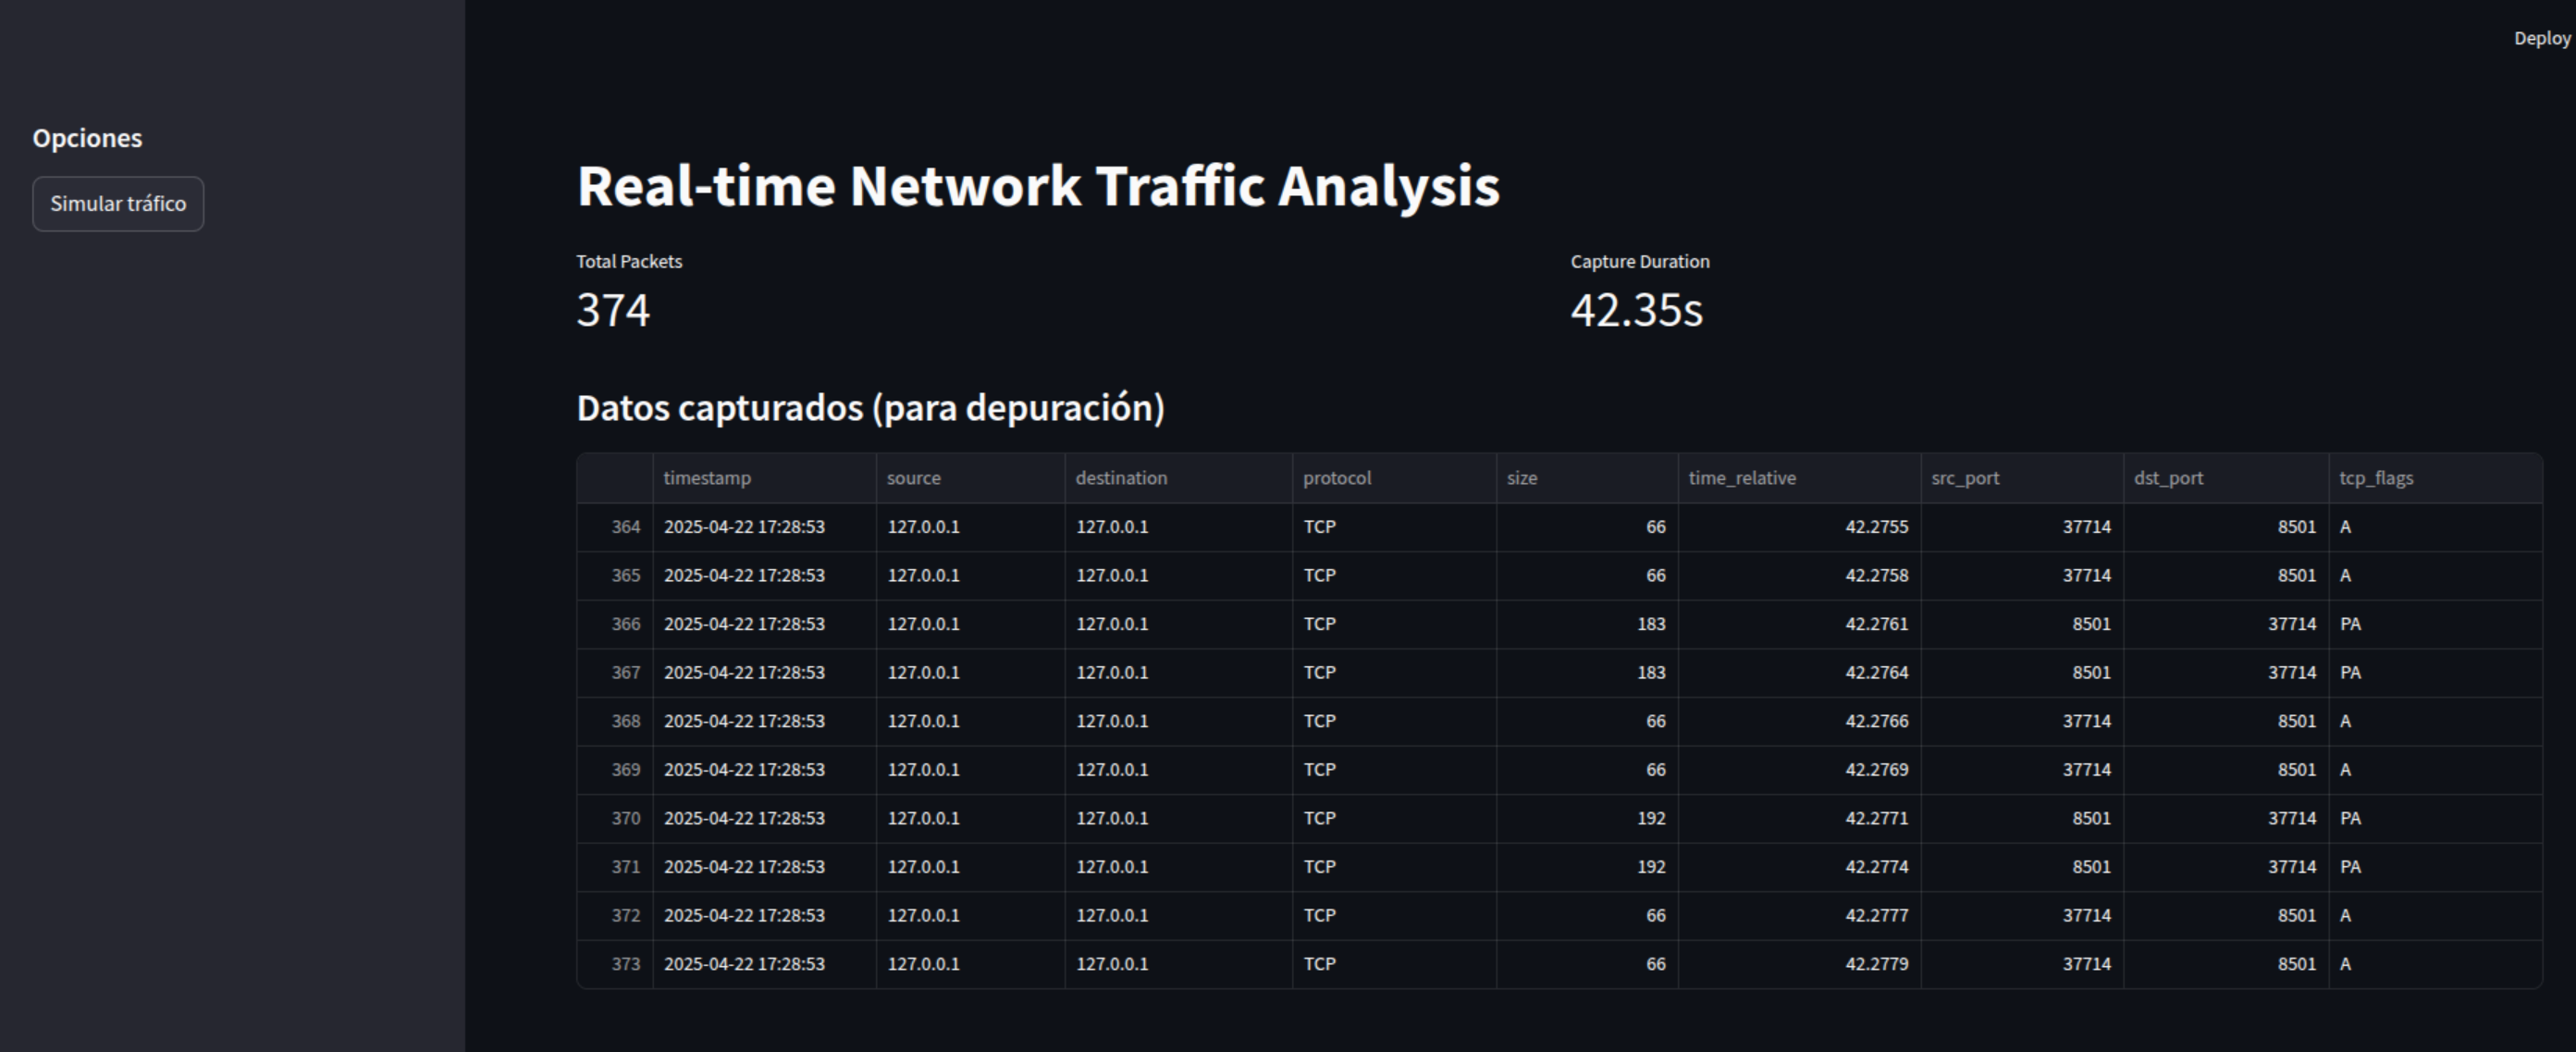 Deploy
Opciones
Simular tráfico
Real-time Network Traffic Analysis
Total Packets Capture Duration
374 42.35s
Datos capturados (para depuración)
timestamp source destination protocol size time_relative src_port dst_port tcp_flags
364 2025-04-22 17:28:53 127.0.0.1 127.0.0.1 TCP 66 42.2755 37714 8501 A
365 2025-04-22 17:28:53 127.0.0.1 127.0.0.1 TCP 66 42.2758 37714 8501 A
366 2025-04-22 17:28:53 127.0.0.1 127.0.0.1 TCP 183 42.2761 8501 37714 PA
367 2025-04-22 17:28:53 127.0.0.1 127.0.0.1 TCP 183 42.2764 8501 37714 PA
368 2025-04-22 17:28:53 127.0.0.1 127.0.0.1 TCP 66 42.2766 37714 8501 A
369 2025-04-22 17:28:53 127.0.0.1 127.0.0.1 TCP 66 42.2769 37714 8501 A
370 2025-04-22 17:28:53 127.0.0.1 127.0.0.1 TCP 192 42.2771 8501 37714 PA
371 2025-04-22 17:28:53 127.0.0.1 127.0.0.1 TCP 192 42.2774 8501 37714 PA
372 2025-04-22 17:28:53 127.0.0.1 127.0.0.1 TCP 66 42.2777 37714 8501 A
373 2025-04-22 17:28:53 127.0.0.1 127.0.0.1 TCP 66 42.2779 37714 8501 A